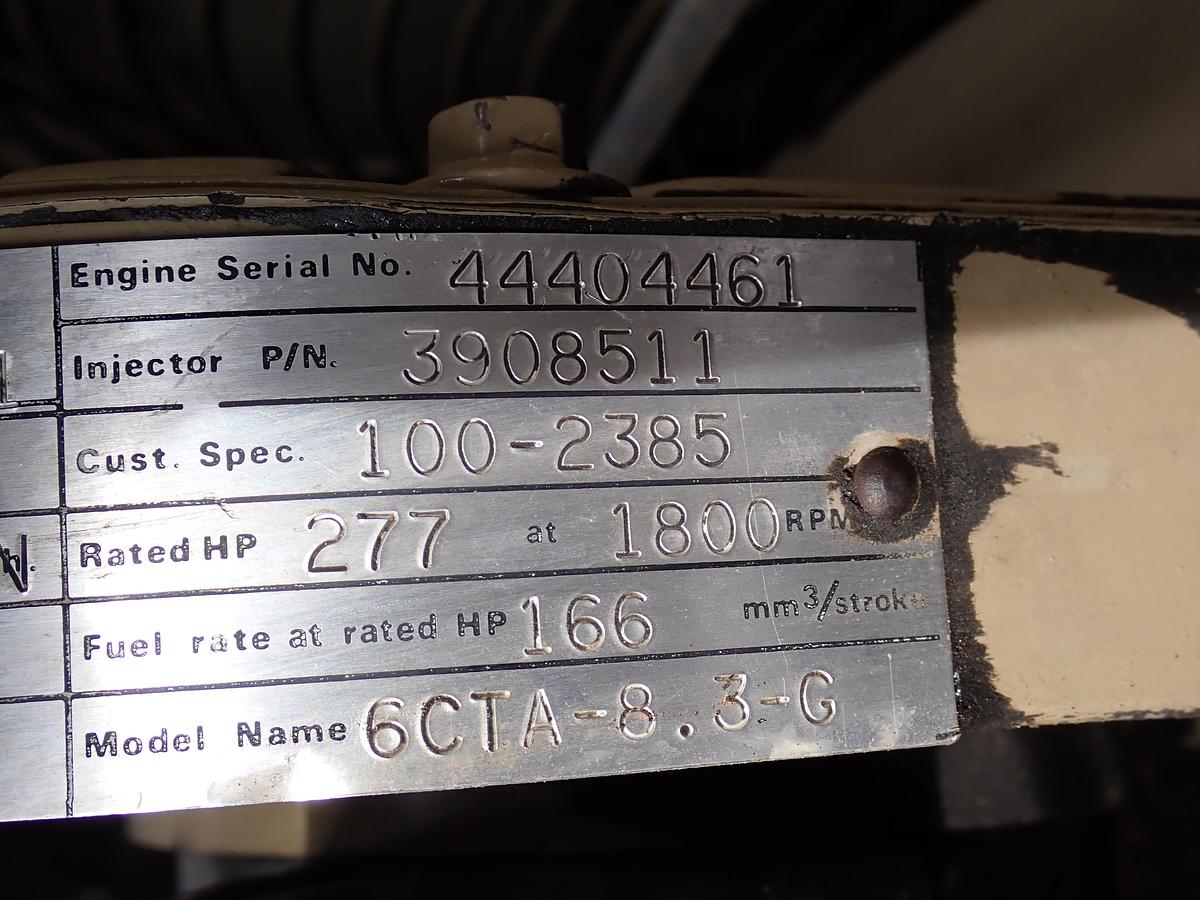 Engine Serial No. 44404461
Injector P/N. 3908511
Cust. Spec. 100-2385
Rated HP 277 at 1800 RPM
Fuel rate at rated HP 166 mm3/stroke
Model Name 6CTA-8.3-G